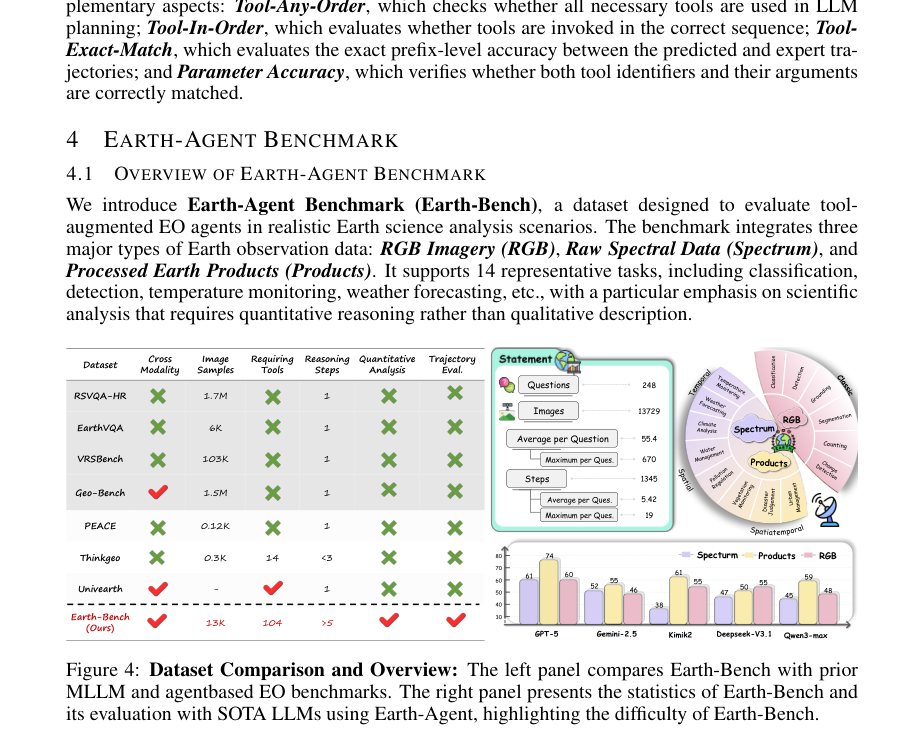 plementary aspects: Tool-Any-Order, which checks whether all necessary tools are used in LLM
planning; Tool-In-Order, which evaluates whether tools are invoked in the correct sequence; Tool-
Exact-Match, which evaluates the exact prefix-level accuracy between the predicted and expert tra-
jectories; and Parameter Accuracy, which verifies whether both tool identifiers and their arguments
are correctly matched.
4 EARTH-AGENT BENCHMARK
4.1 OVERVIEW OF EARTH-AGENT BENCHMARK
We introduce Earth-Agent Benchmark (Earth-Bench), a dataset designed to evaluate tool-
augmented EO agents in realistic Earth science analysis scenarios. The benchmark integrates three
major types of Earth observation data: RGB Imagery (RGB), Raw Spectral Data (Spectrum), and
Processed Earth Products (Products). It supports 14 representative tasks, including classification,
detection, temperature monitoring, weather forecasting, etc., with a particular emphasis on scientific
analysis that requires quantitative reasoning rather than qualitative description.
Dataset Cross Modality Image Samples Requiring Tools Reasoning Steps Quantitative Analysis Trajectory Eval.
RSVQA-HR 1.7M 1
EarthVQA 6K 1
VRSBench 103K 1
Geo-Bench 1.5M 1
PEACE 0.12K 1
Thinkgeo 0.3K 14 <3
Univearth - 1
Earth-Bench (Ours) 13K 104 >5
Statement
Questions 248
Images 13729
Average per Question 55.4
Maximum per Ques. 670
Steps 1345
Average per Ques. 5.42
Maximum per Ques. 19
Temporal
Classic
Spatial
Spatiatemporal
Spectrum
RGB
Products
Temperature Monitoring
Weather Forecasting
Climate Analysis
Water Management
Pollution Regulation
Vegetation Monitoring
Disaster Judgement
Urban Management
Classification
Detection
Grounding
Segmentation
Counting
Change Detection
Specturm Products RGB
80
70
60
50
40
30
61 74 60
52 55 46
38 61 55
47 50 55
45 59 48
GPT-5 Gemini-2.5 Kimik2 Deepseek-V3.1 Qwen3-max
Figure 4: Dataset Comparison and Overview: The left panel compares Earth-Bench with prior
MLLM and agentbased EO benchmarks. The right panel presents the statistics of Earth-Bench and
its evaluation with SOTA LLMs using Earth-Agent, highlighting the difficulty of Earth-Bench.